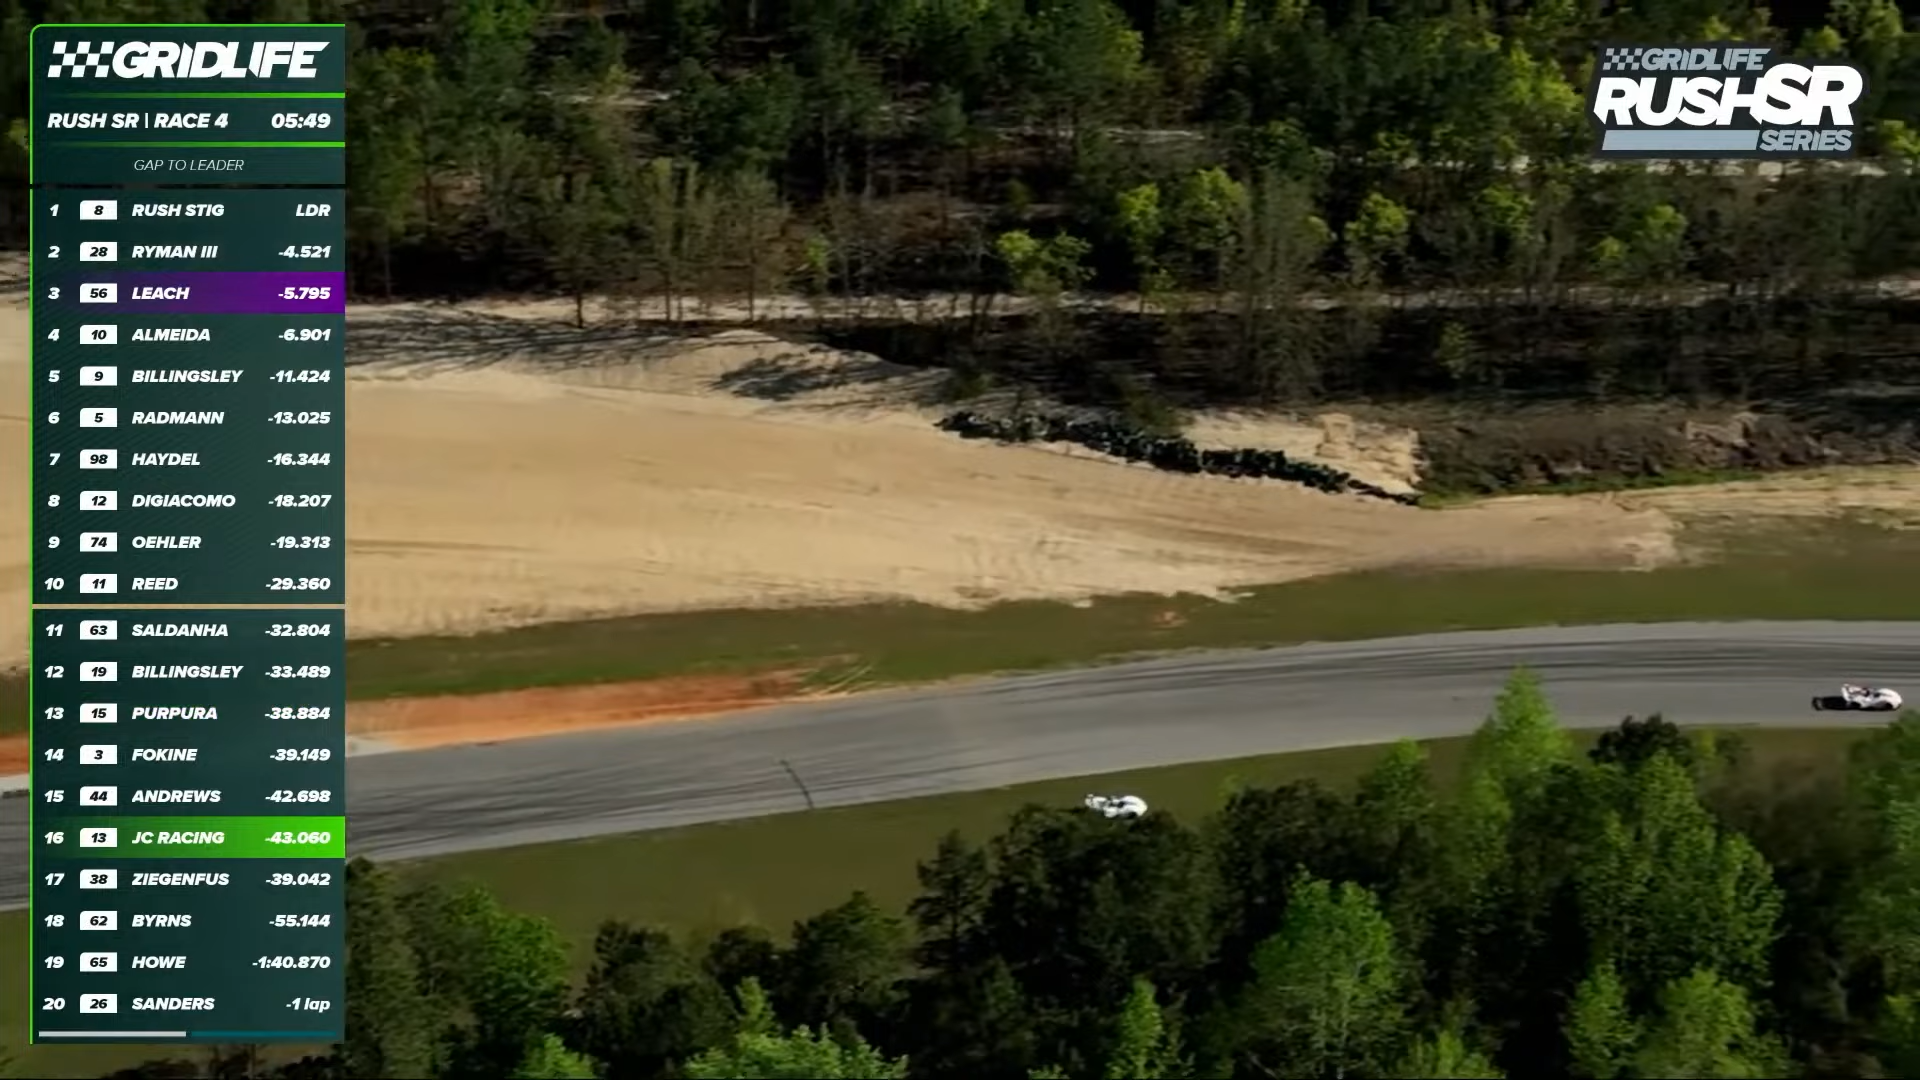 GRIDLIFE
RUSH SR | RACE 4 05:49
GAP TO LEADER
1 8 RUSH STIG LDR
2 28 RYMAN III -4.521
3 56 LEACH -5.795
4 10 ALMEIDA -6.901
5 9 BILLINGSLEY -11.424
6 5 RADMANN -13.025
7 98 HAYDEL -16.344
8 12 DIGIACOMO -18.207
9 74 OEHLER -19.313
10 11 REED -29.360
11 63 SALDANHA -32.804
12 19 BILLINGSLEY -33.489
13 15 PURPURA -38.884
14 3 FOKINE -39.149
15 44 ANDREWS -42.698
16 13 JC RACING -43.060
17 38 ZIEGENFUS -39.042
18 62 BYRNS -55.144
19 65 HOWE -1:40.870
20 26 SANDERS -1 lap
GRIDLIFE
RUSH SR
SERIES